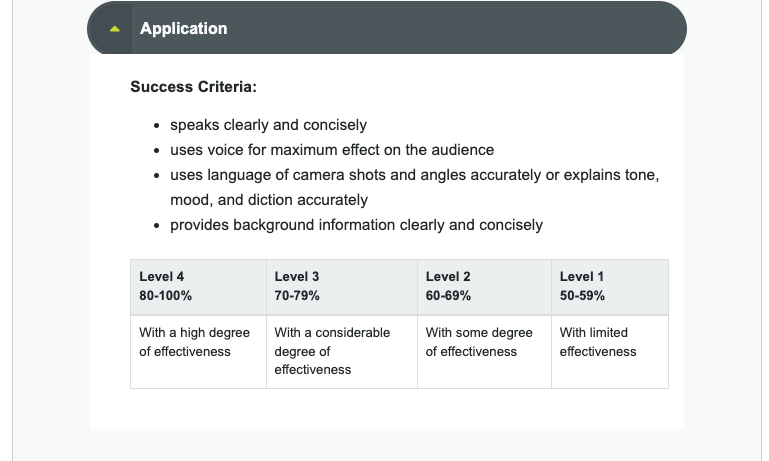 Application
Success Criteria:
• speaks clearly and concisely
• uses voice for maximum effect on the audience
• uses language of camera shots and angles accurately or explains tone,
mood, and diction accurately
• provides background information clearly and concisely
Level 4
80-100%
Level 3
70-79%
Level 2
60-69%
Level 1
50-59%
With a high degree
of effectiveness
With a considerable
degree of
effectiveness
With some degree
of effectiveness
With limited
effectiveness